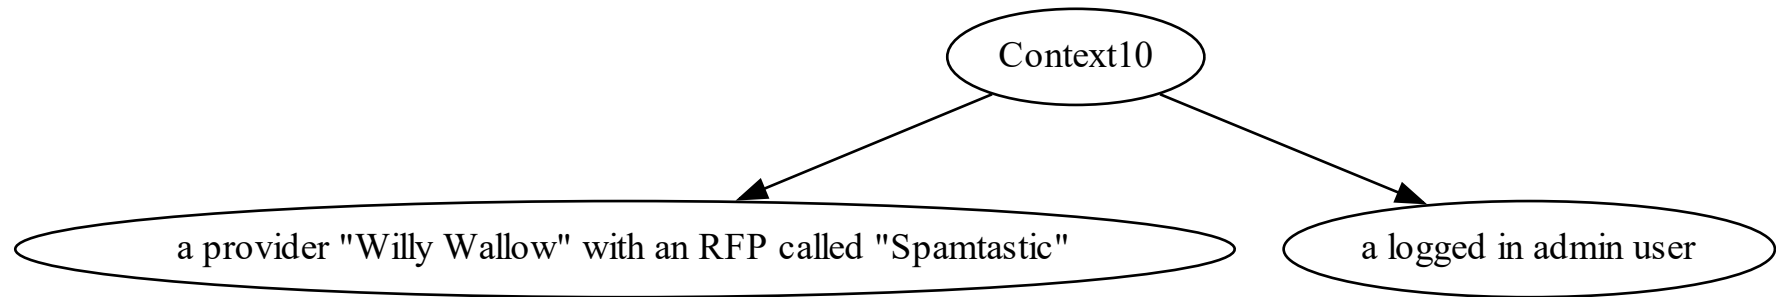 Context10
a provider "Willy Wallow" with an RFP called "Spamtastic"
a logged in admin user